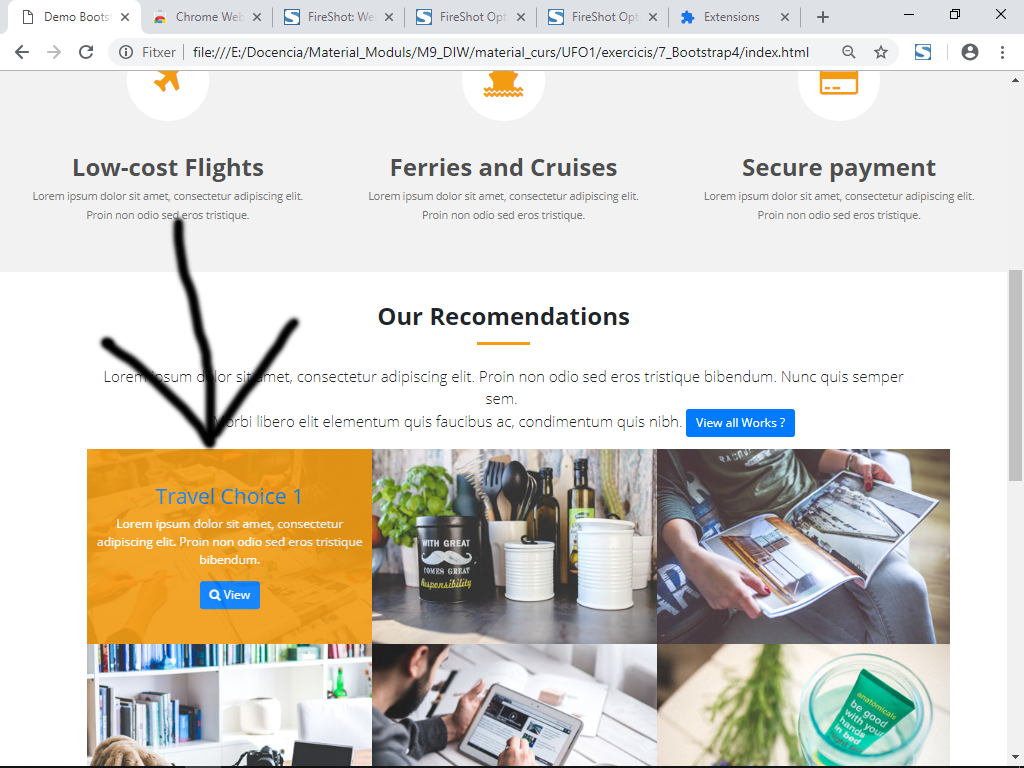 Demo Boots
Chrome Web
FireShot: We
FireShot Opt
FireShot Opt
Extensions
Fitxer
file:///E:/Docencia/Material_Moduls/M9_DIW/material_curs/UFO1/exercicis/7_Bootstrap4/index.html
Low-cost Flights
Lorem ipsum dolor sit amet, consectetur adipiscing elit.
Proin non odio sed eros tristique.
Ferries and Cruises
Lorem ipsum dolor sit amet, consectetur adipiscing elit.
Proin non odio sed eros tristique.
Secure payment
Lorem ipsum dolor sit amet, consectetur adipiscing elit.
Proin non odio sed eros tristique.
Our Recomendations
Lorem ipsum dolor sit amet, consectetur adipiscing elit. Proin non odio sed eros tristique bibendum. Nunc quis semper
sem.
Morbi libero elit elementum quis faucibus ac, condimentum quis nibh. View all Works ?
Travel Choice 1
Lorem ipsum dolor sit amet, consectetur
adipiscing elit. Proin non odio sed eros tristique
bibendum.
View
WITH GREAT
COMES GREAT
Responsibility
anatomicals
be good
with your
hands
in bed